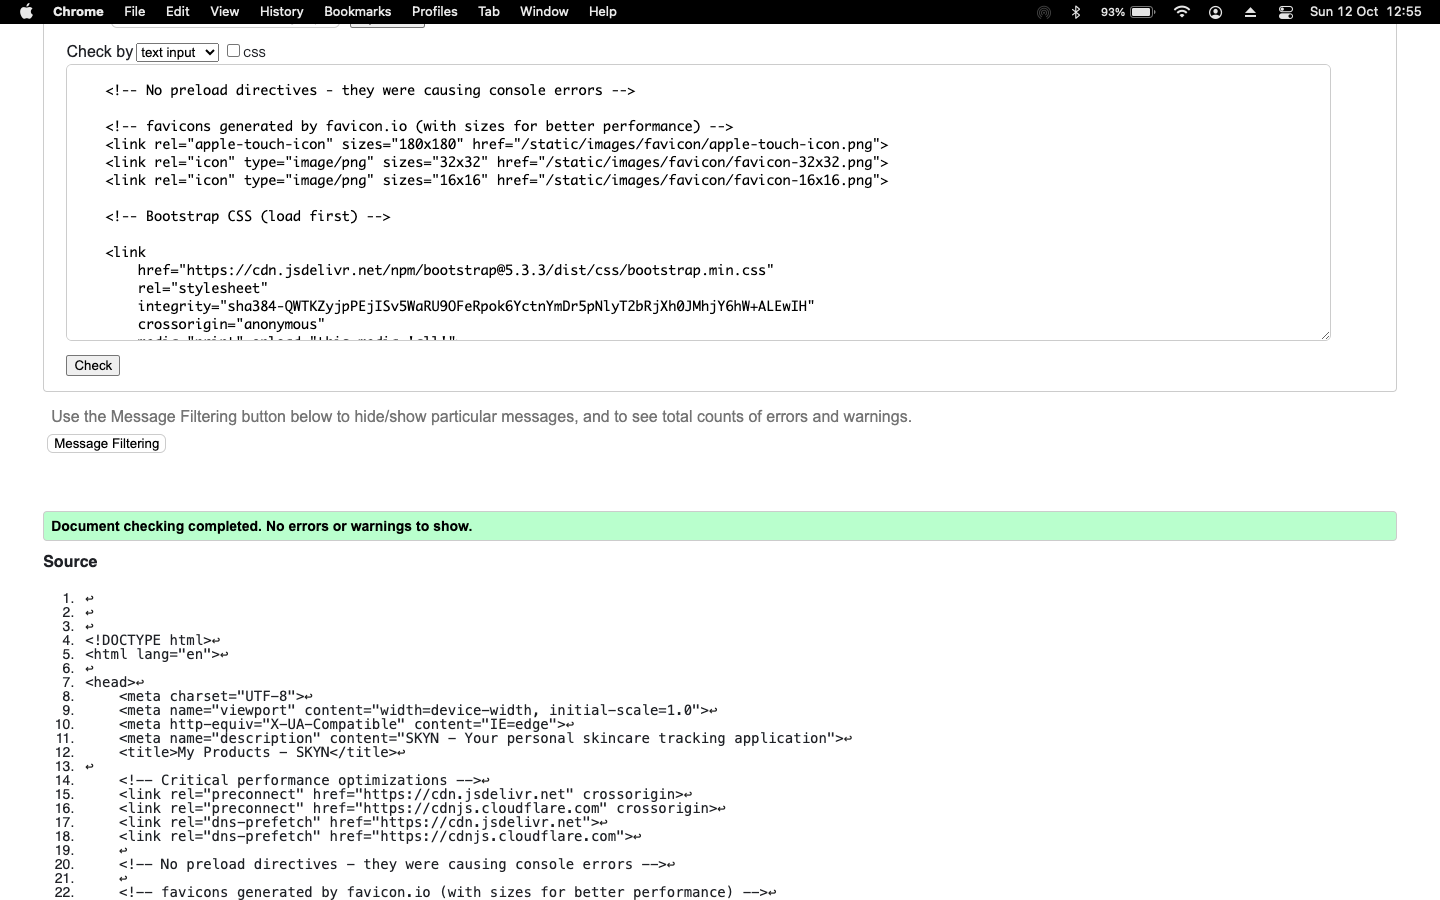 Chrome File Edit View History Bookmarks Profiles Tab Window Help 93% Sun 12 Oct 12:55
Check by text input CSS
<!-- No preload directives - they were causing console errors -->
<!-- favicons generated by favicon.io (with sizes for better performance) -->
<link rel="apple-touch-icon" sizes="180x180" href="/static/images/favicon/apple-touch-icon.png">
<link rel="icon" type="image/png" sizes="32x32" href="/static/images/favicon/favicon-32x32.png">
<link rel="icon" type="image/png" sizes="16x16" href="/static/images/favicon/favicon-16x16.png">
<!-- Bootstrap CSS (load first) -->
<link
href="https://cdn.jsdelivr.net/npm/bootstrap@5.3.3/dist/css/bootstrap.min.css"
rel="stylesheet"
integrity="sha384-QWTKZyjpPEjISv5WaRU9OFeRpok6YctnYmDr5pNlyT2bRjXh0JMhjY6hW+ALEwIH"
crossorigin="anonymous"
Check
Use the Message Filtering button below to hide/show particular messages, and to see total counts of errors and warnings.
Message Filtering
Document checking completed. No errors or warnings to show.
Source
1. ↩
2. ↩
3. ↩
4. <!DOCTYPE html>↩
5. <html lang="en">↩
6. ↩
7. <head>↩
8. <meta charset="UTF-8">↩
9. <meta name="viewport" content="width=device-width, initial-scale=1.0">↩
10. <meta http-equiv="X-UA-Compatible" content="IE=edge">↩
11. <meta name="description" content="SKYN - Your personal skincare tracking application">↩
12. <title>My Products - SKYN</title>↩
13. ↩
14. <!-- Critical performance optimizations -->↩
15. <link rel="preconnect" href="https://cdn.jsdelivr.net" crossorigin>↩
16. <link rel="preconnect" href="https://cdnjs.cloudflare.com" crossorigin>↩
17. <link rel="dns-prefetch" href="https://cdn.jsdelivr.net">↩
18. <link rel="dns-prefetch" href="https://cdnjs.cloudflare.com">↩
19. ↩
20. <!-- No preload directives - they were causing console errors -->↩
21. ↩
22. <!-- favicons generated by favicon.io (with sizes for better performance) -->↩